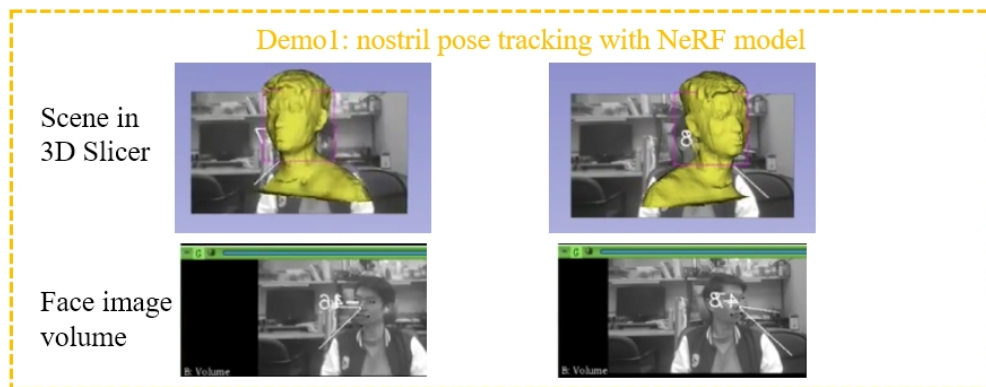 Demo1: nostril pose tracking with NeRF model
Scene in
3D Slicer
G
Face image
volume
B: Volume
B: Volume